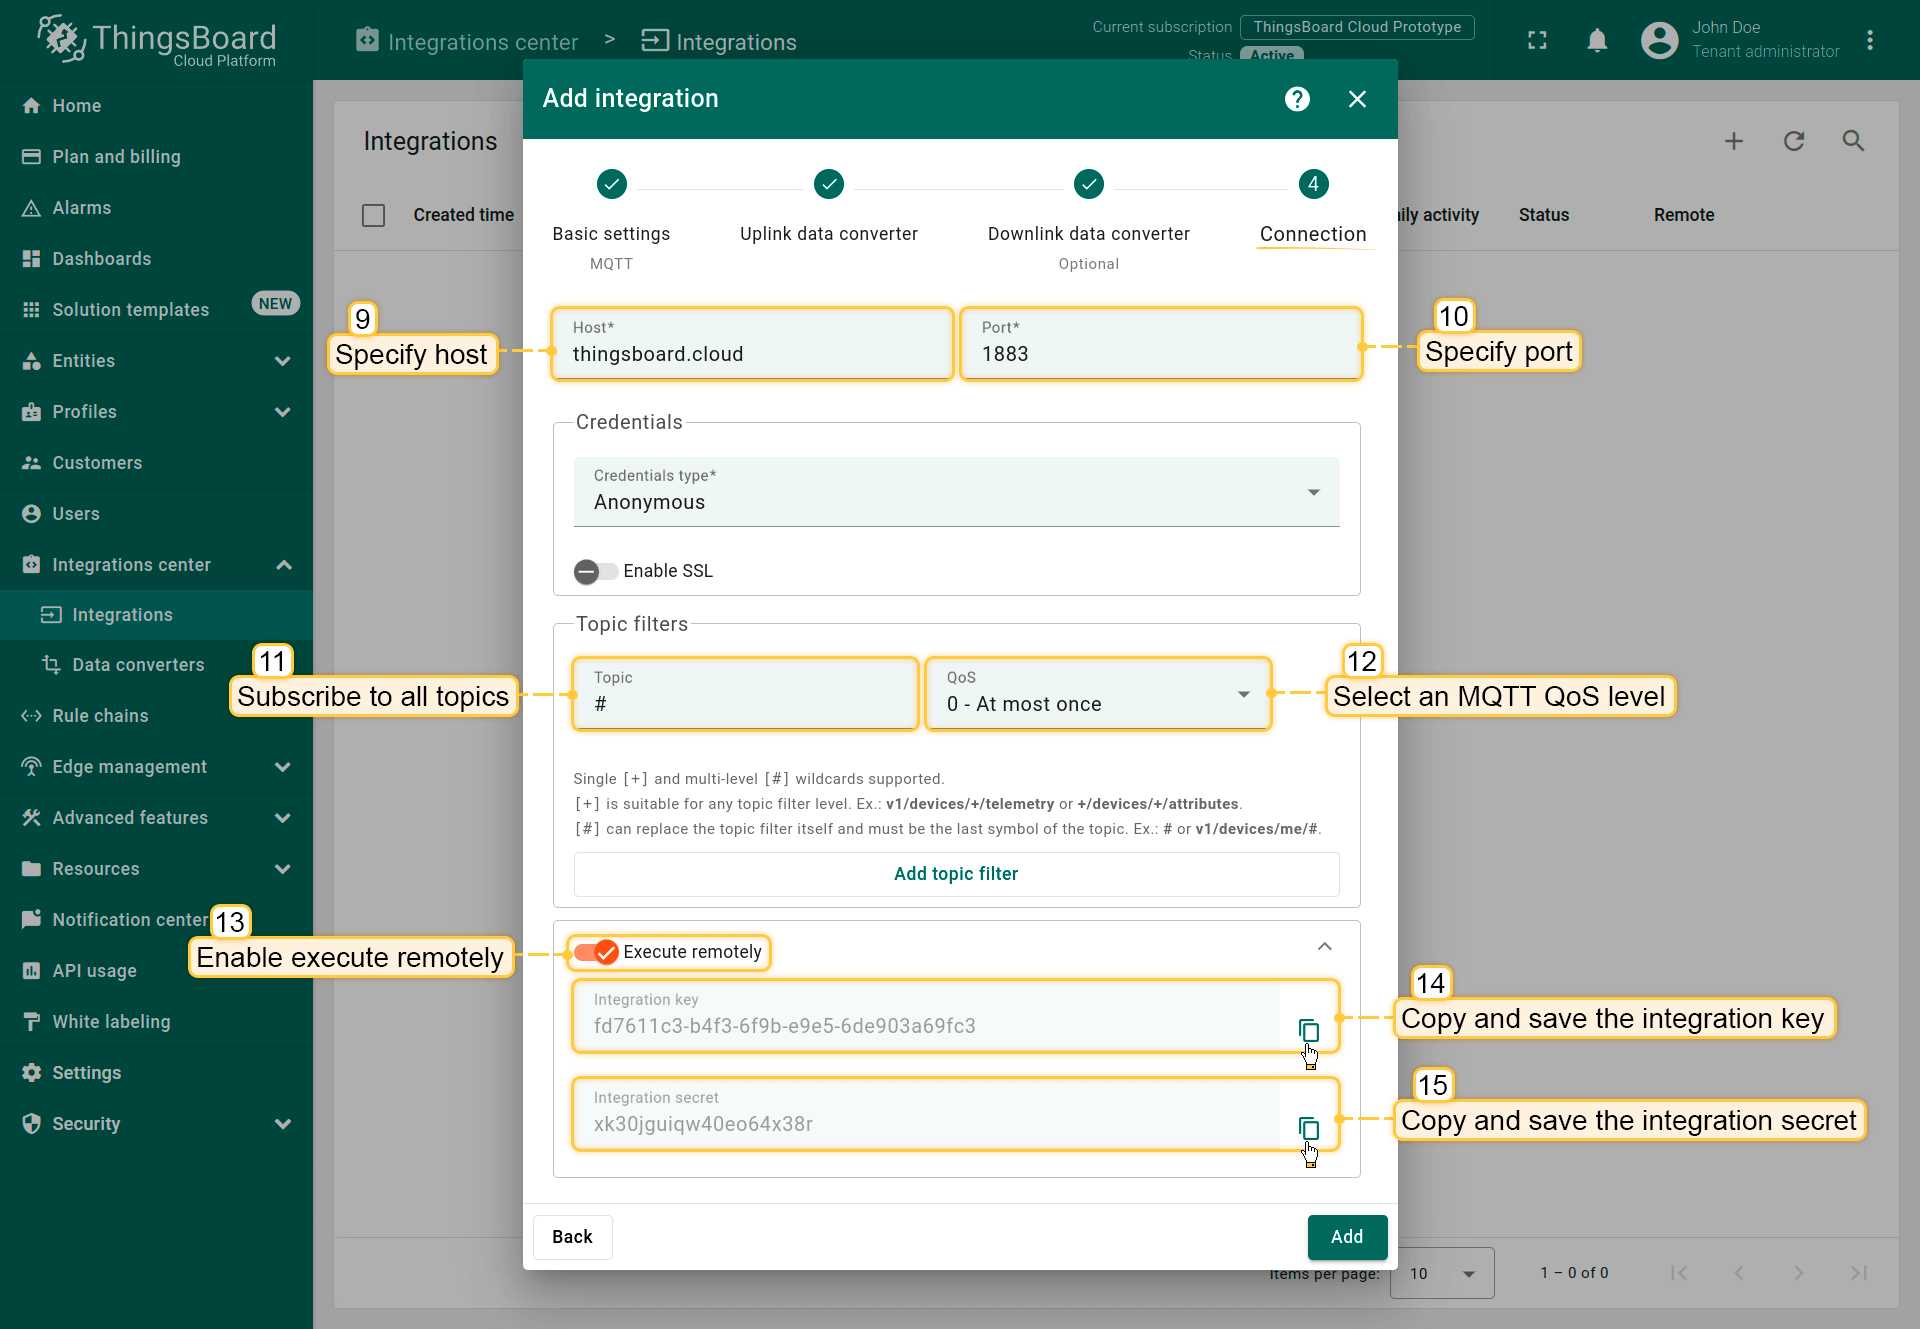 ThingsBoard
Cloud Platform
Integrations center > Integrations
Current subscription ThingsBoard Cloud Prototype
Status Active
John Doe
Tenant administrator
Home
Plan and billing
Alarms
Dashboards
Solution templates NEW
Entities
Profiles
Customers
Users
Integrations center
Integrations
Data converters
Rule chains
Edge management
Advanced features
Resources
Notification center
API usage
White labeling
Settings
Security
Integrations
Created time
ily activity Status Remote
Add integration
4
Basic settings Uplink data converter Downlink data converter Connection
MQTT Optional
9
Specify host
Host*
thingsboard.cloud
Port*
1883
10
Specify port
Credentials
Credentials type*
Anonymous
Enable SSL
Topic filters
11
Subscribe to all topics
Topic
#
QoS
0 - At most once
12
Select an MQTT QoS level
Single [+] and multi-level [#] wildcards supported.
[+] is suitable for any topic filter level. Ex.: v1/devices/+/telemetry or +/devices/+/attributes.
[#] can replace the topic filter itself and must be the last symbol of the topic. Ex.: # or v1/devices/me/#.
Add topic filter
13
Enable execute remotely
Execute remotely
Integration key
fd7611c3-b4f3-6f9b-e9e5-6de903a69fc3
14
Copy and save the integration key
Integration secret
xk30jguiqw40eo64x38r
15
Copy and save the integration secret
Back
Add
Items per page: 10 1 – 0 of 0